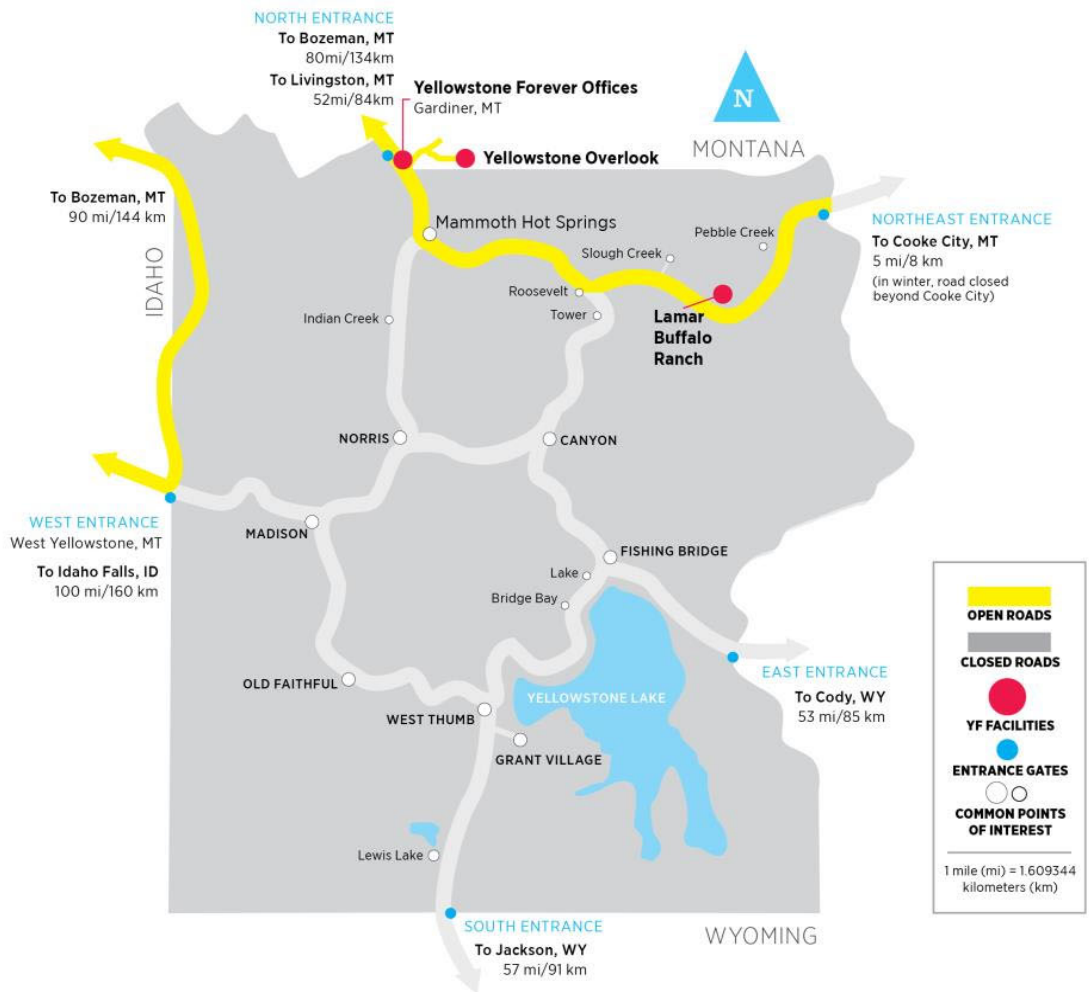 NORTH ENTRANCE
To Bozeman, MT
80mi/134km
To Livingston, MT
52mi/84km
Yellowstone Forever Offices
Gardiner, MT
N
MONTANA
Yellowstone Overlook
To Bozeman, MT
90 mi/144 km
IDAHO
Mammoth Hot Springs
Pebble Creek
Slough Creek
NORTHEAST ENTRANCE
To Cooke City, MT
5 mi/8 km
(in winter, road closed
beyond Cooke City)
Roosevelt
Tower
Indian Creek
Lamar
Buffalo
Ranch
NORRIS
CANYON
WEST ENTRANCE
West Yellowstone, MT
To Idaho Falls, ID
100 mi/160 km
MADISON
FISHING BRIDGE
Lake
Bridge Bay
EAST ENTRANCE
To Cody, WY
53 mi/85 km
OLD FAITHFUL
YELLOWSTONE LAKE
WEST THUMB
GRANT VILLAGE
Lewis Lake
SOUTH ENTRANCE
To Jackson, WY
57 mi/91 km
WYOMING
OPEN ROADS
CLOSED ROADS
YF FACILITIES
ENTRANCE GATES
COMMON POINTS
OF INTEREST
1 mile (mi) = 1.609344
kilometers (km)